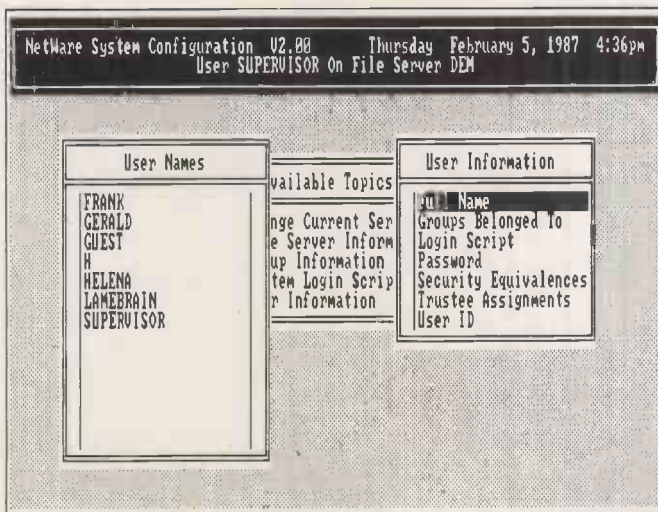 NetWare System Configuration V2.00 Thursday February 5, 1987 4:36pm
User SUPERVISOR On File Server DEM
User Names
FRANK
GERALD
GUEST
H
HELENA
LAMEBRAIN
SUPERVISOR
vailable Topics
nge Current Ser
e Server Inform
up Information
tem Login Scrip
r Information
User Information
Full Name
Groups Belonged To
Login Script
Password
Security Equivalences
Trustee Assignments
User ID